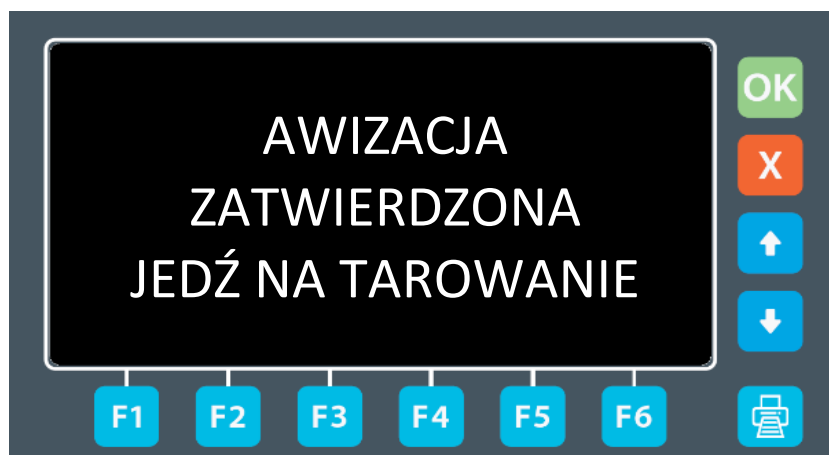 AWIZACJA
ZATWIERDZONA
JEDŹ NA TAROWANIE
OK
X
F1 F2 F3 F4 F5 F6